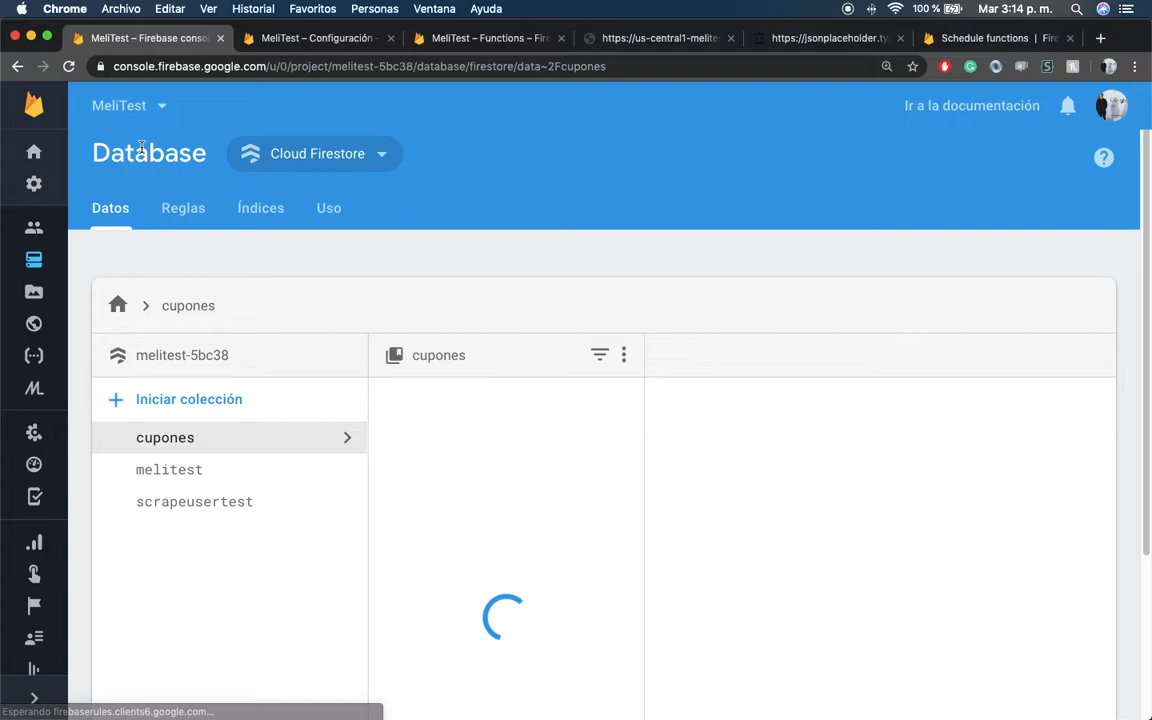 Chrome Archivo Editar Ver Historial Favoritos Personas Ventana Ayuda 100 % Mar 3:14 p. m.
MeliTest – Firebase consol MeliTest – Configuración – MeliTest – Functions – Fire https://us-central1-melite https://jsonplaceholder.ty Schedule functions | Fire
console.firebase.google.com/u/0/project/melitest-5bc38/database/firestore/data~2Fcupones
MeliTest Ir a la documentación
Database Cloud Firestore
Datos Reglas Índices Uso
cupones
melitest-5bc38 cupones
Iniciar colección
cupones
melitest
scrapeusertest
Esperando firebaserules.clients6.google.com...